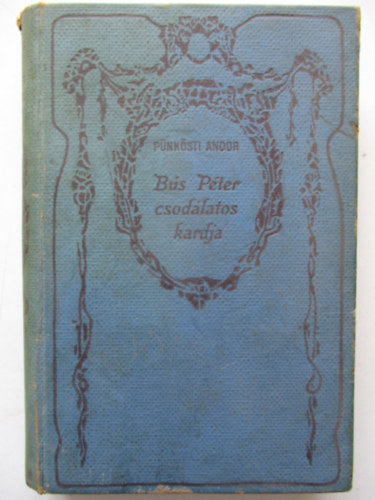 PÜNKÖSTI ANDOR
Bús Péter
csodálatos
kardja